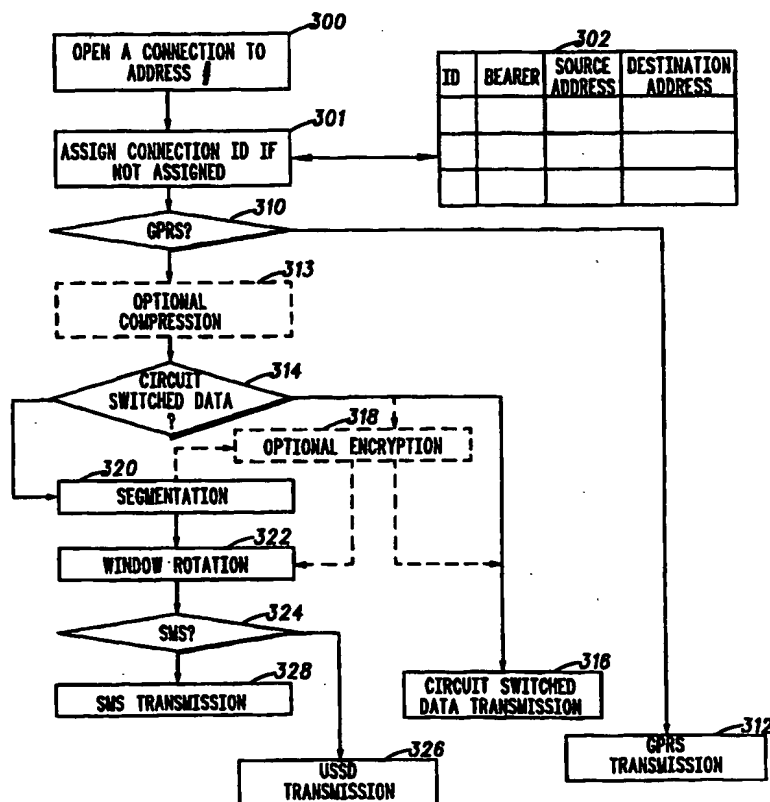 300
OPEN A CONNECTION TO
ADDRESS #
302
ID
BEARER
SOURCE
ADDRESS
DESTINATION
ADDRESS
301
ASSIGN CONNECTION ID IF
NOT ASSIGNED
310
GPRS?
313
OPTIONAL
COMPRESSION
314
CIRCUIT
SWITCHED DATA
?
318
OPTIONAL ENCRYPTION
320
SEGMENTATION
322
WINDOW ROTATION
324
SMS?
328
SMS TRANSMISSION
316
CIRCUIT SWITCHED
DATA TRANSMISSION
326
USSD
TRANSMISSION
312
GPRS
TRANSMISSION